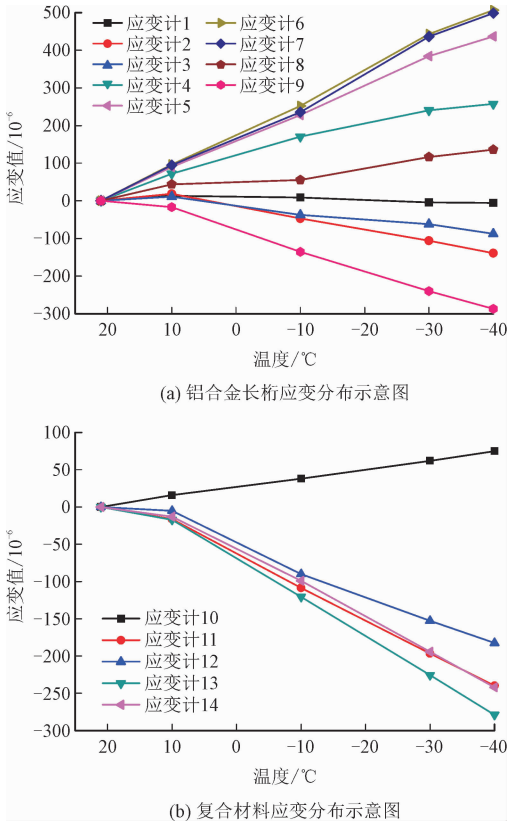 应变计1
应变计2
应变计3
应变计4
应变计5
应变计6
应变计7
应变计8
应变计9
500
400
300
200
100
0
−100
−200
−300
应变值/10⁻⁶
20 10 0 −10 −20 −30 −40
温度/℃
(a) 铝合金长桁应变分布示意图
100
50
0
−50
−100
−150
−200
−250
−300
应变值/10⁻⁶
应变计10
应变计11
应变计12
应变计13
应变计14
20 10 0 −10 −20 −30 −40
温度/℃
(b) 复合材料应变分布示意图